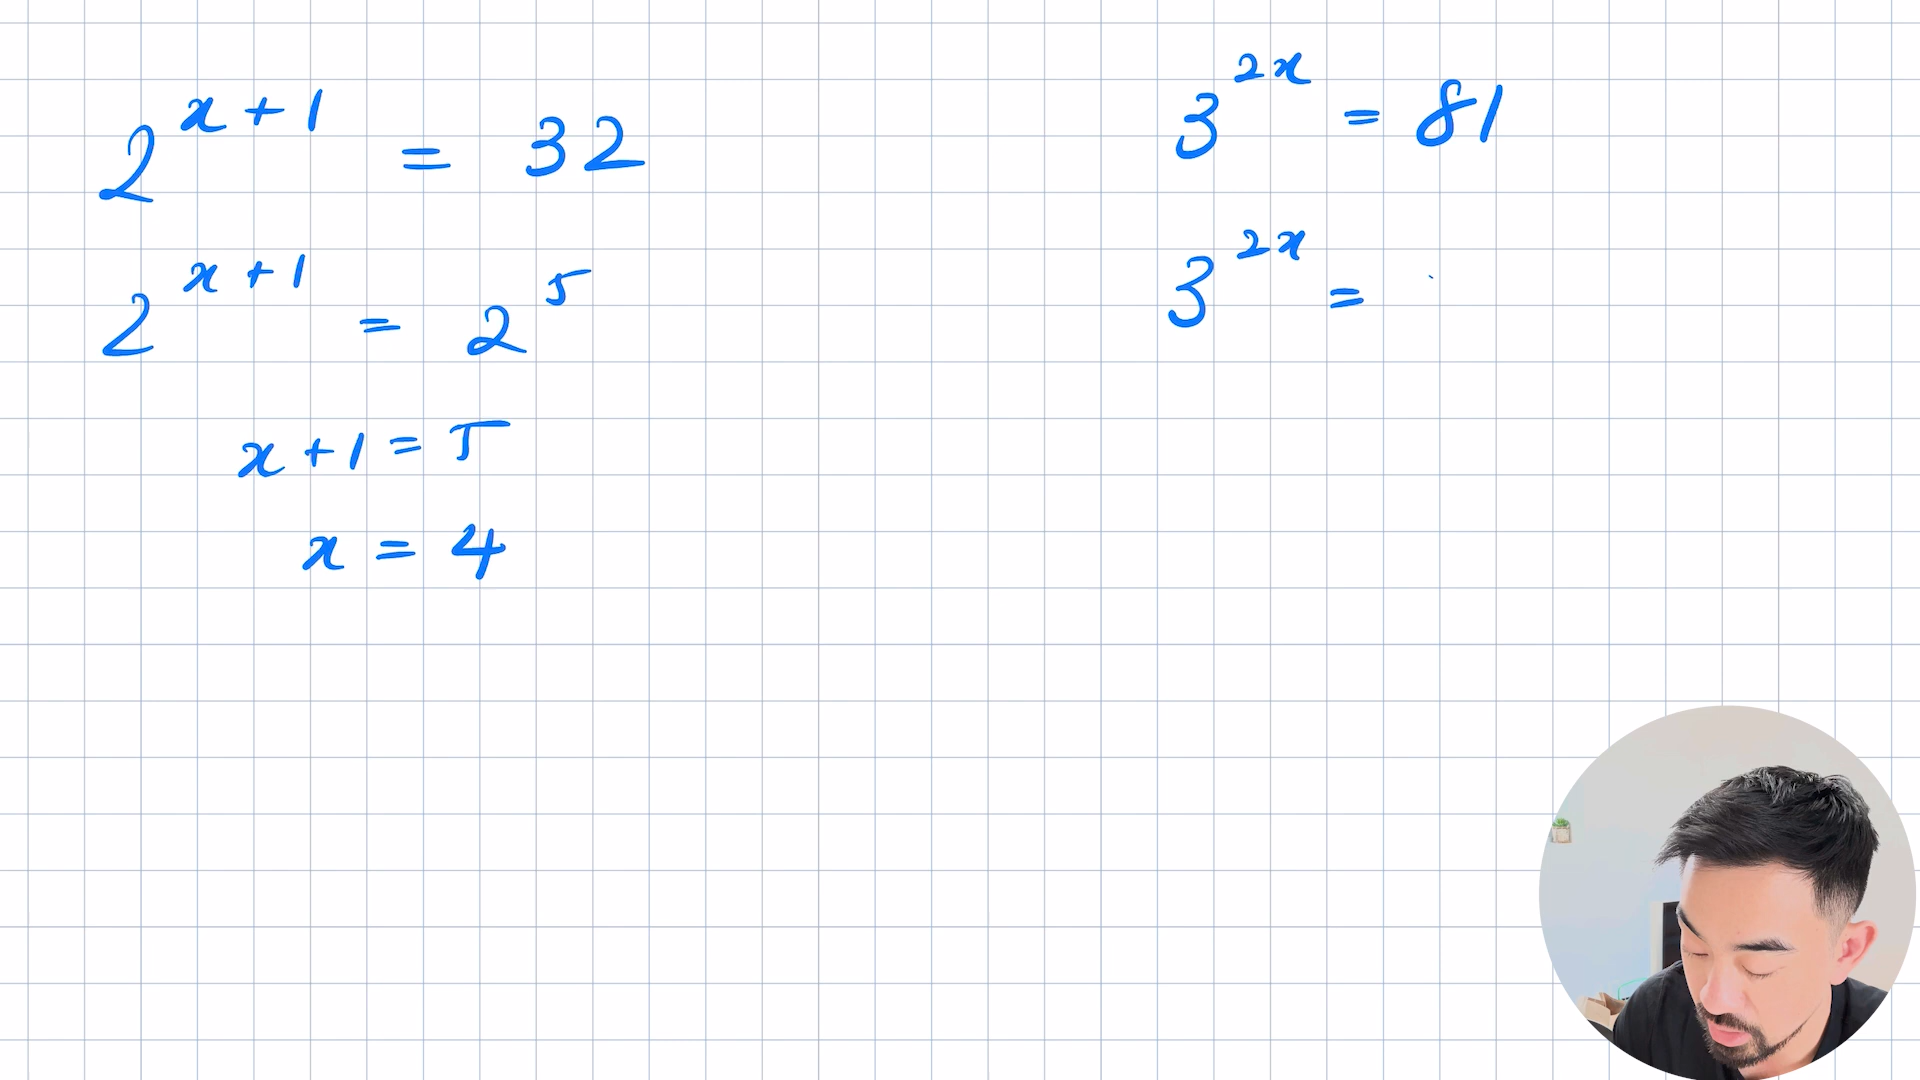 2^{x+1} = 32
2^{x+1} = 2^5
x+1=5
x = 4
3^{2x} = 81
3^{2x} =